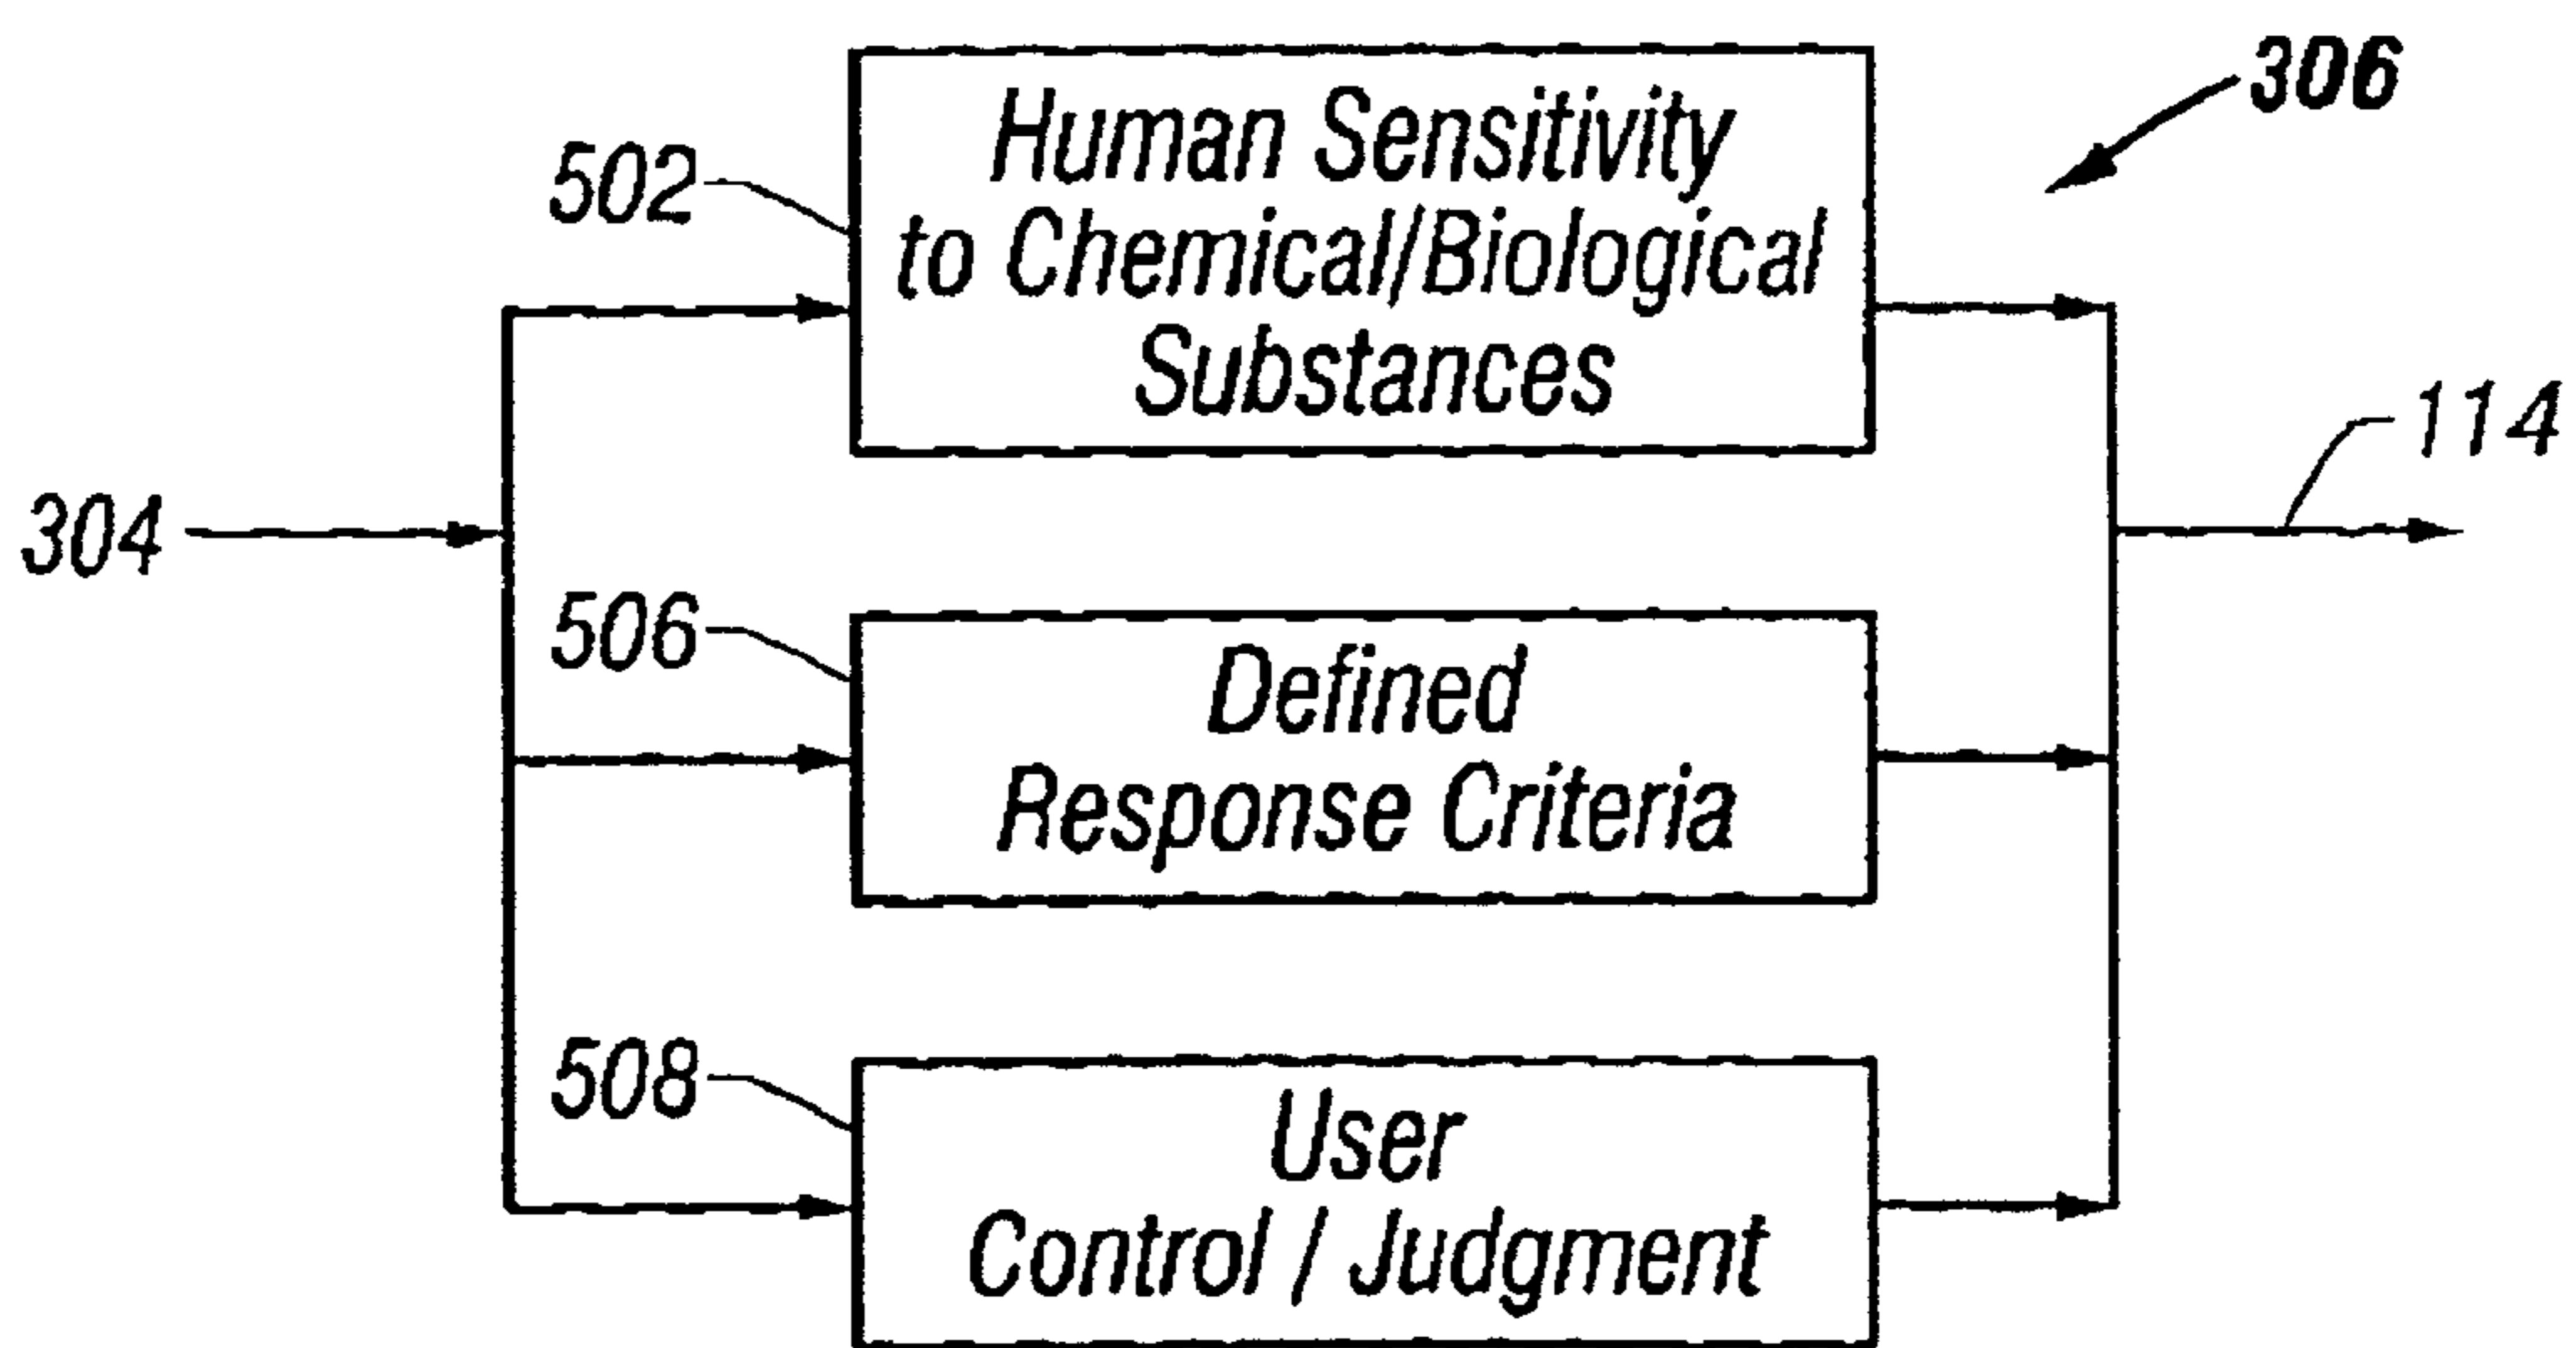 306
502
Human Sensitivity
to Chemical/Biological
Substances
114
304
506
Defined
Response Criteria
508
User
Control / Judgment